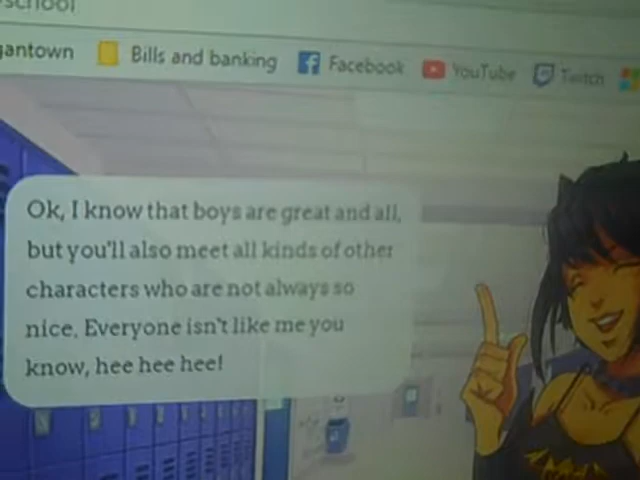 school
gantown
Bills and banking
Facebook
YouTube
Twitch
Ok, I know that boys are great and all,
but you'll also meet all kinds of other
characters who are not always so
nice. Everyone isn't like me you
know, hee hee hee!